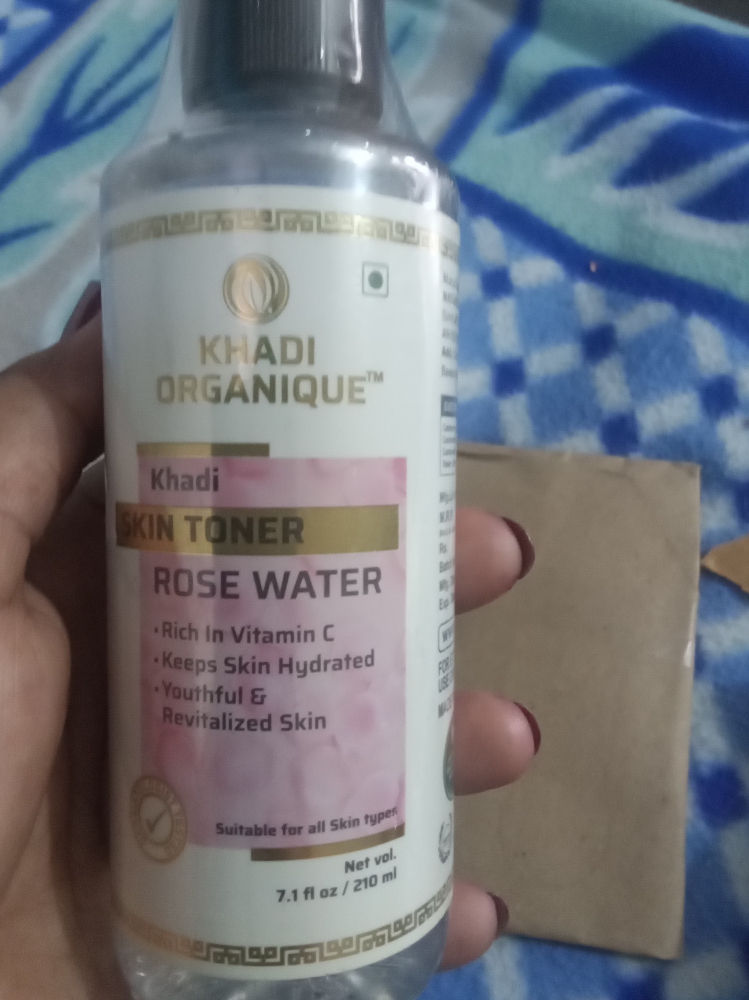 KHADI
ORGANIQUE™
Khadi
SKIN TONER
ROSE WATER
• Rich In Vitamin C
• Keeps Skin Hydrated
• Youthful &
Revitalized Skin
Suitable for all Skin types
Net vol.
7.1 fl oz / 210 ml